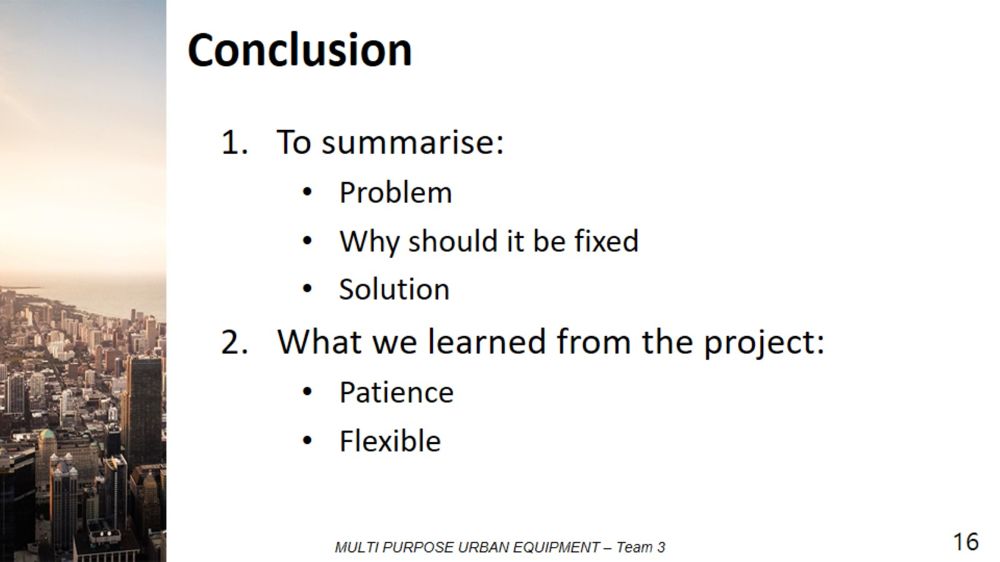 Conclusion
1. To summarise:
• Problem
• Why should it be fixed
• Solution
2. What we learned from the project:
• Patience
• Flexible
MULTI PURPOSE URBAN EQUIPMENT – Team 3
16